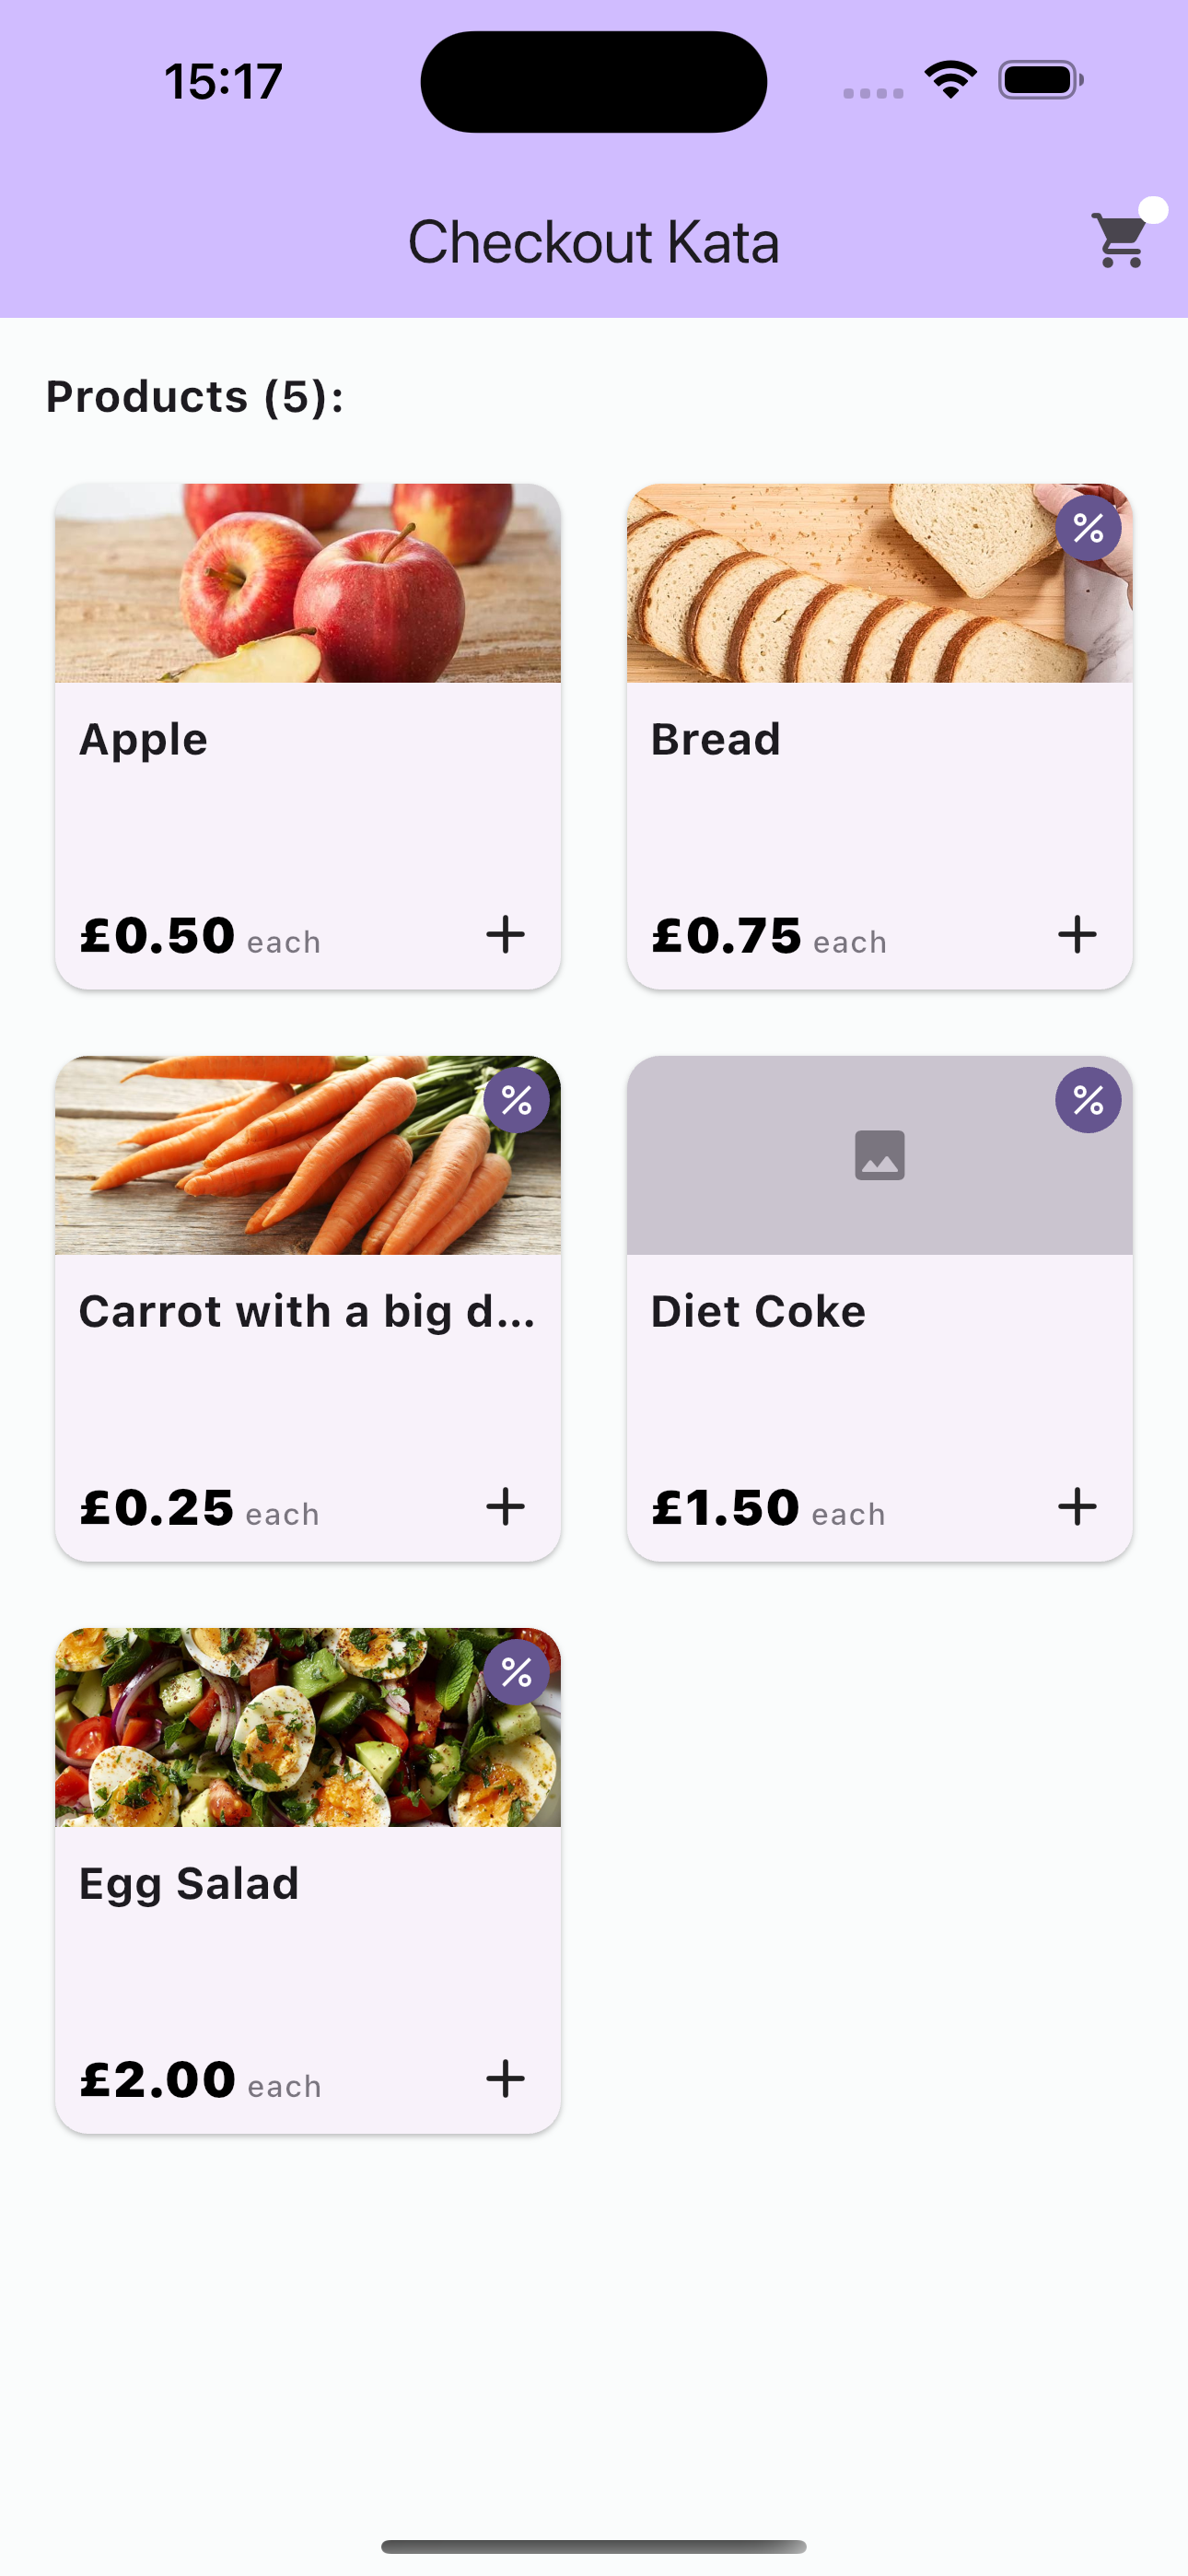 15:17
Checkout Kata
Products (5):
Apple
£0.50 each
Bread
£0.75 each
Carrot with a big d...
£0.25 each
Diet Coke
£1.50 each
Egg Salad
£2.00 each